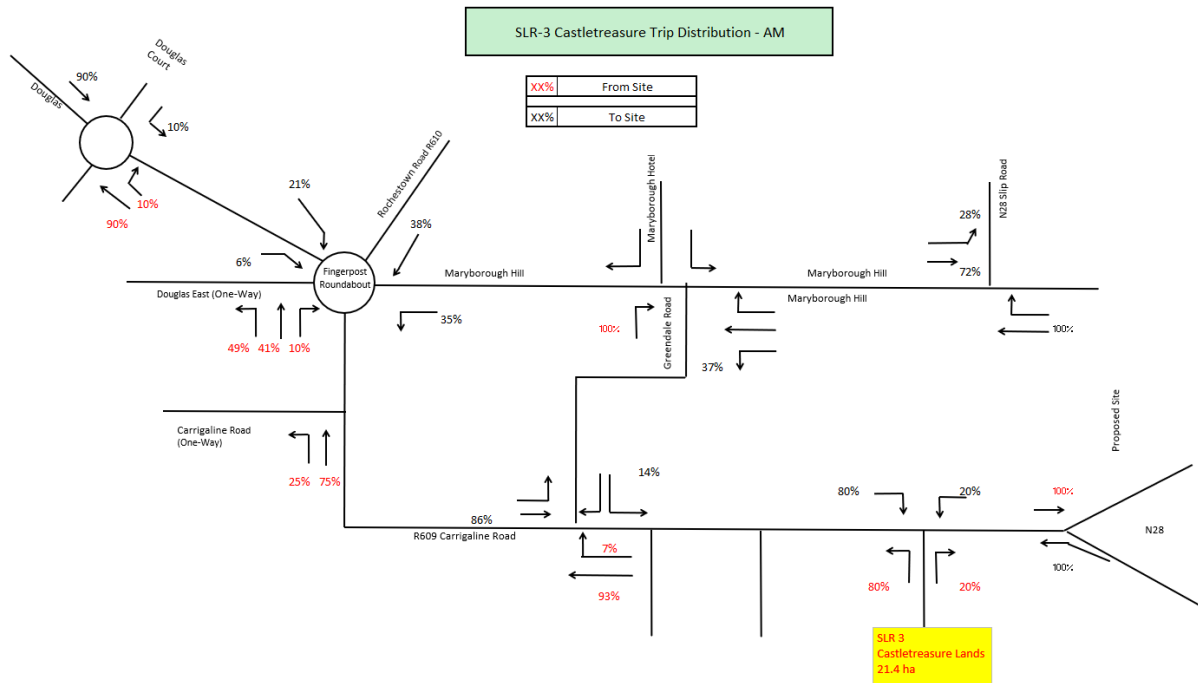 SLR-3 Castletreasure Trip Distribution - AM
XX% From Site
XX% To Site
Douglas
Court
90%
Douglas
10%
10%
90%
21%
Rochestown Road R610
38%
6%
Fingerpost
Roundabout
Douglas East (One-Way)
49% 41% 10%
35%
Maryborough Hill
Maryborough Hotel
100%
Greendale Road
37%
Maryborough Hill
Maryborough Hill
28%
72%
N28 Slip Road
100%
Carrigaline Road
(One-Way)
25% 75%
86%
R609 Carrigaline Road
14%
7%
93%
80%
20%
80%
20%
100%
100%
Proposed Site
N28
SLR 3
Castletreasure Lands
21.4 ha